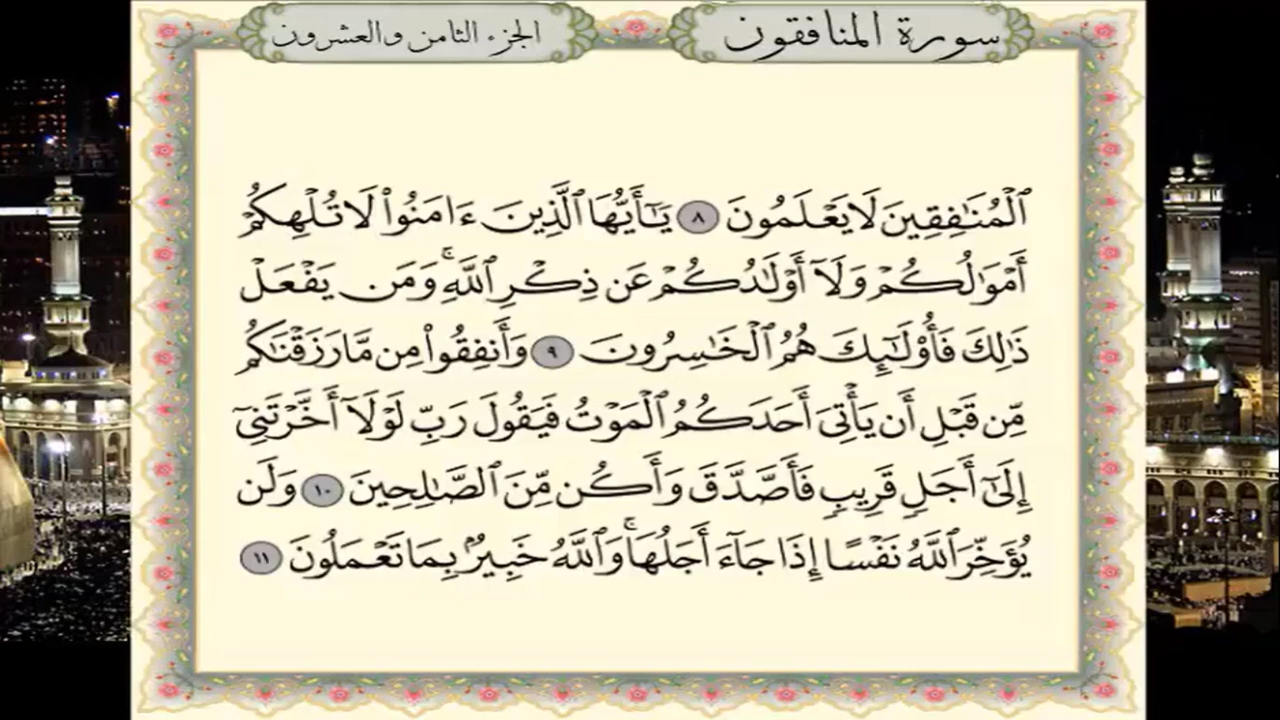 سورة المنافقون
الجزء الثامن والعشرون
ٱلۡمُنَٰفِقِينَ لَا يَعۡلَمُونَ ٨ يَٰٓأَيُّهَا ٱلَّذِينَ ءَامَنُواْ لَا تُلۡهِكُمۡ
أَمۡوَٰلُكُمۡ وَلَآ أَوۡلَٰدُكُمۡ عَن ذِكۡرِ ٱللَّهِۚ وَمَن يَفۡعَلۡ
ذَٰلِكَ فَأُوْلَٰٓئِكَ هُمُ ٱلۡخَٰسِرُونَ ٩ وَأَنفِقُواْ مِن مَّا رَزَقۡنَٰكُم
مِّن قَبۡلِ أَن يَأۡتِيَ أَحَدَكُمُ ٱلۡمَوۡتُ فَيَقُولَ رَبِّ لَوۡلَآ أَخَّرۡتَنِيٓ
إِلَىٰٓ أَجَلٖ قَرِيبٖ فَأَصَّدَّقَ وَأَكُن مِّنَ ٱلصَّٰلِحِينَ ١٠ وَلَن
يُؤَخِّرَ ٱللَّهُ نَفۡسًا إِذَا جَآءَ أَجَلُهَاۚ وَٱللَّهُ خَبِيرُۢ بِمَا تَعۡمَلُونَ ١١